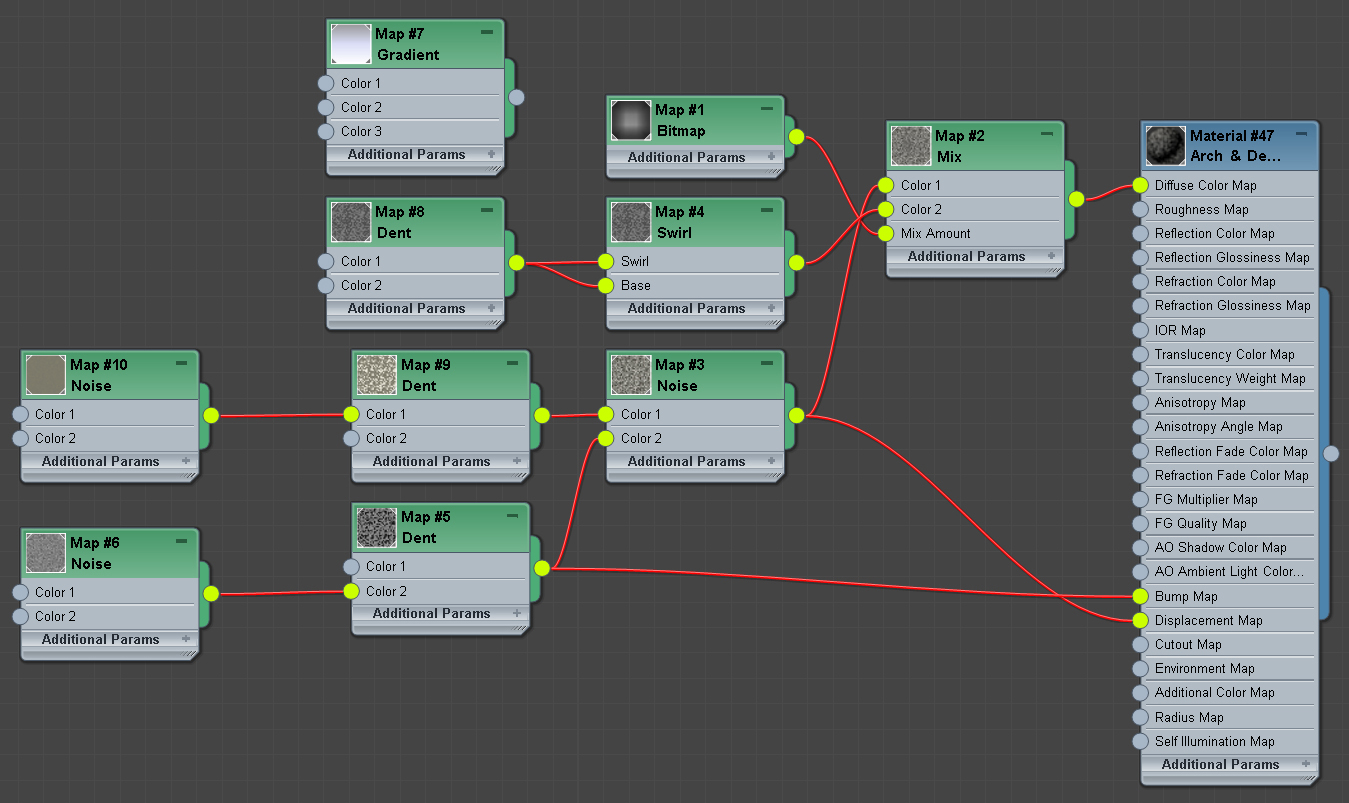 Map #7
Gradient
Color 1
Color 2
Color 3
Additional Params
Map #8
Dent
Color 1
Color 2
Additional Params
Map #10
Noise
Color 1
Color 2
Additional Params
Map #6
Noise
Color 1
Color 2
Additional Params
Map #9
Dent
Color 1
Color 2
Additional Params
Map #5
Dent
Color 1
Color 2
Additional Params
Map #1
Bitmap
Additional Params
Map #4
Swirl
Swirl
Base
Additional Params
Map #3
Noise
Color 1
Color 2
Additional Params
Map #2
Mix
Color 1
Color 2
Mix Amount
Additional Params
Material #47
Arch & De...
Diffuse Color Map
Roughness Map
Reflection Color Map
Reflection Glossiness Map
Refraction Color Map
Refraction Glossiness Map
IOR Map
Translucency Color Map
Translucency Weight Map
Anisotropy Map
Anisotropy Angle Map
Reflection Fade Color Map
Refraction Fade Color Map
FG Multiplier Map
FG Quality Map
AO Shadow Color Map
AO Ambient Light Color...
Bump Map
Displacement Map
Cutout Map
Environment Map
Additional Color Map
Radius Map
Self Illumination Map
Additional Params